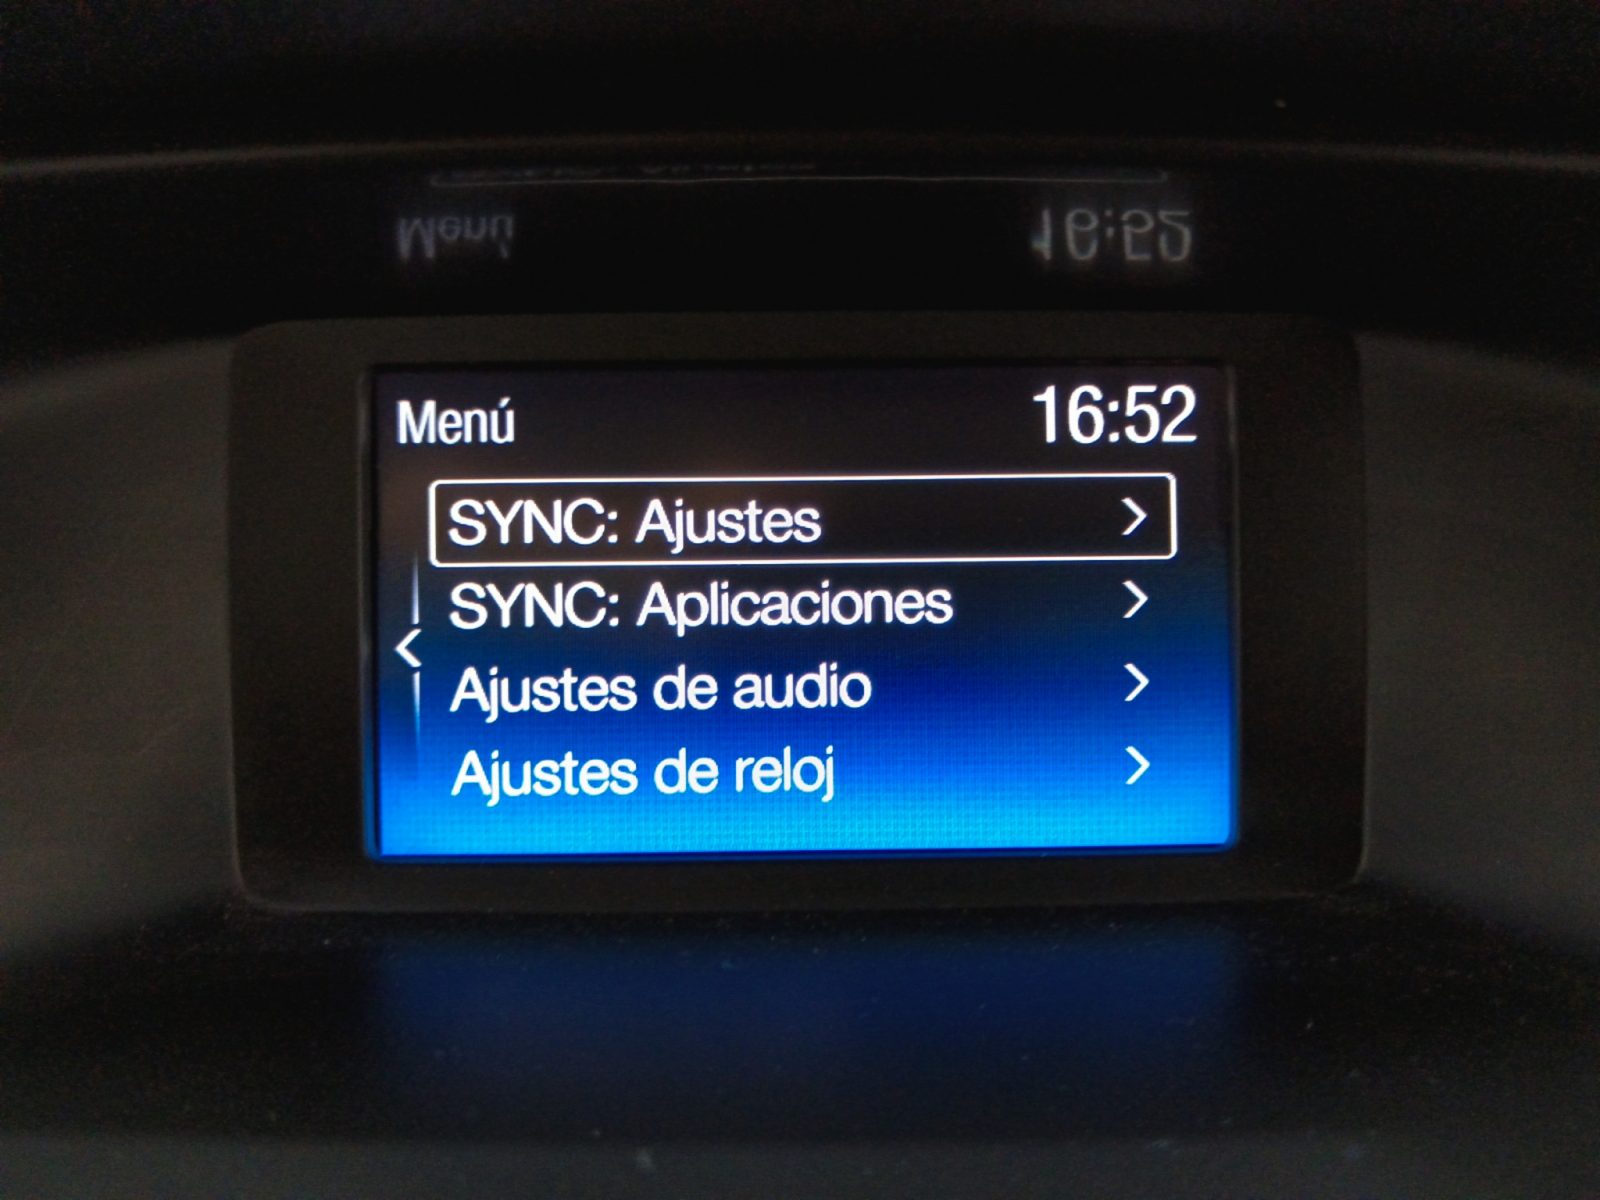 Menú
16:52
SYNC: Ajustes
SYNC: Aplicaciones
Ajustes de audio
Ajustes de reloj